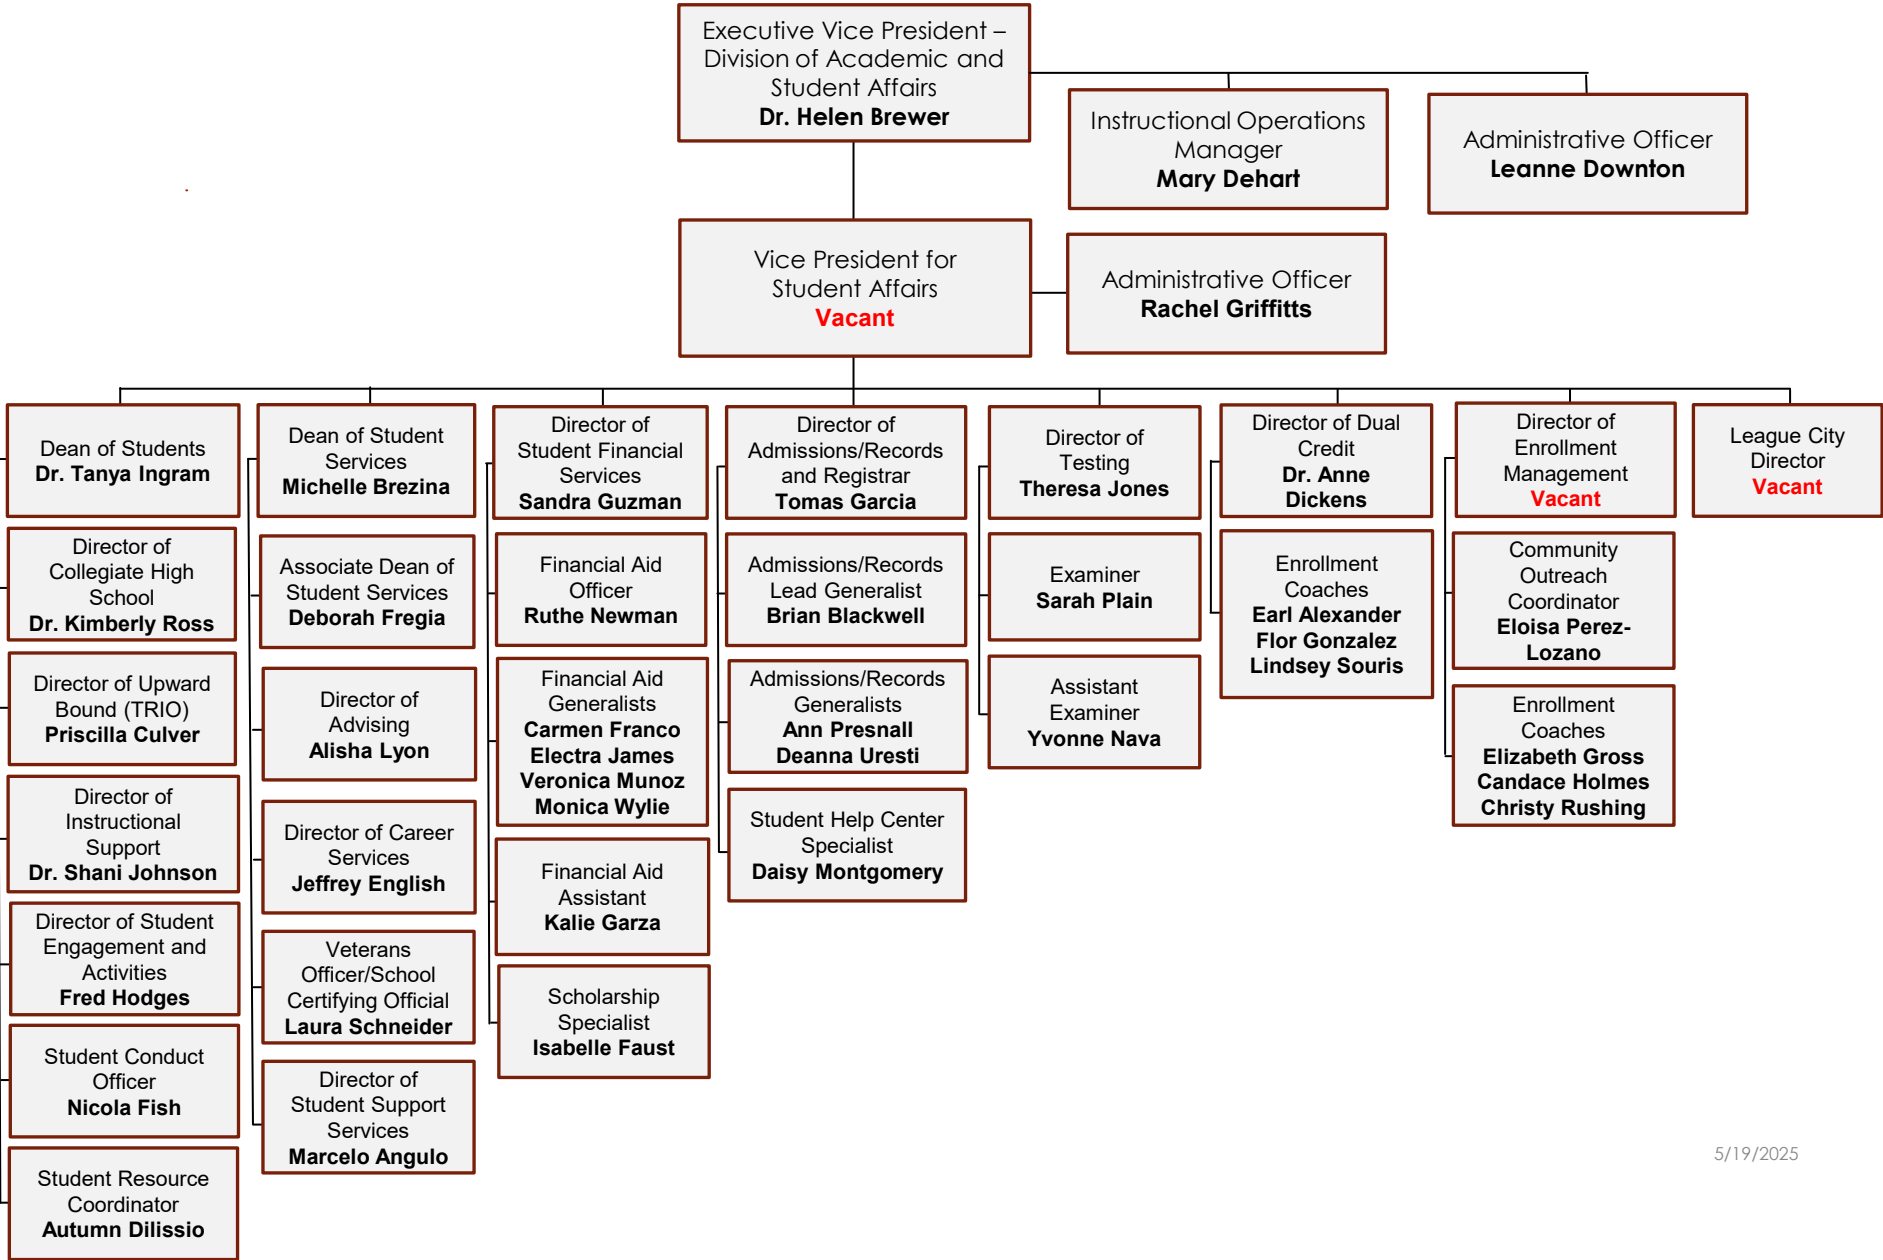 Executive Vice President –
Division of Academic and
Student Affairs
Dr. Helen Brewer
Instructional Operations
Manager
Mary Dehart
Administrative Officer
Leanne Downton
Vice President for
Student Affairs
Vacant
Administrative Officer
Rachel Griffitts
Dean of Students
Dr. Tanya Ingram
Director of
Collegiate High
School
Dr. Kimberly Ross
Director of Upward
Bound (TRIO)
Priscilla Culver
Director of
Instructional
Support
Dr. Shani Johnson
Director of Student
Engagement and
Activities
Fred Hodges
Student Conduct
Officer
Nicola Fish
Student Resource
Coordinator
Autumn Dilissio
Dean of Student
Services
Michelle Brezina
Associate Dean of
Student Services
Deborah Fregia
Director of
Advising
Alisha Lyon
Director of Career
Services
Jeffrey English
Veterans
Officer/School
Certifying Official
Laura Schneider
Director of
Student Support
Services
Marcelo Angulo
Director of
Student Financial
Services
Sandra Guzman
Financial Aid
Officer
Ruthe Newman
Financial Aid
Generalists
Carmen Franco
Electra James
Veronica Munoz
Monica Wylie
Financial Aid
Assistant
Kalie Garza
Scholarship
Specialist
Isabelle Faust
Director of
Admissions/Records
and Registrar
Tomas Garcia
Admissions/Records
Lead Generalist
Brian Blackwell
Admissions/Records
Generalists
Ann Presnall
Deanna Uresti
Student Help Center
Specialist
Daisy Montgomery
Director of
Testing
Theresa Jones
Examiner
Sarah Plain
Assistant
Examiner
Yvonne Nava
Director of Dual
Credit
Dr. Anne
Dickens
Enrollment
Coaches
Earl Alexander
Flor Gonzalez
Lindsey Souris
Director of
Enrollment
Management
Vacant
Community
Outreach
Coordinator
Eloisa Perez-
Lozano
Enrollment
Coaches
Elizabeth Gross
Candace Holmes
Christy Rushing
League City
Director
Vacant
5/19/2025